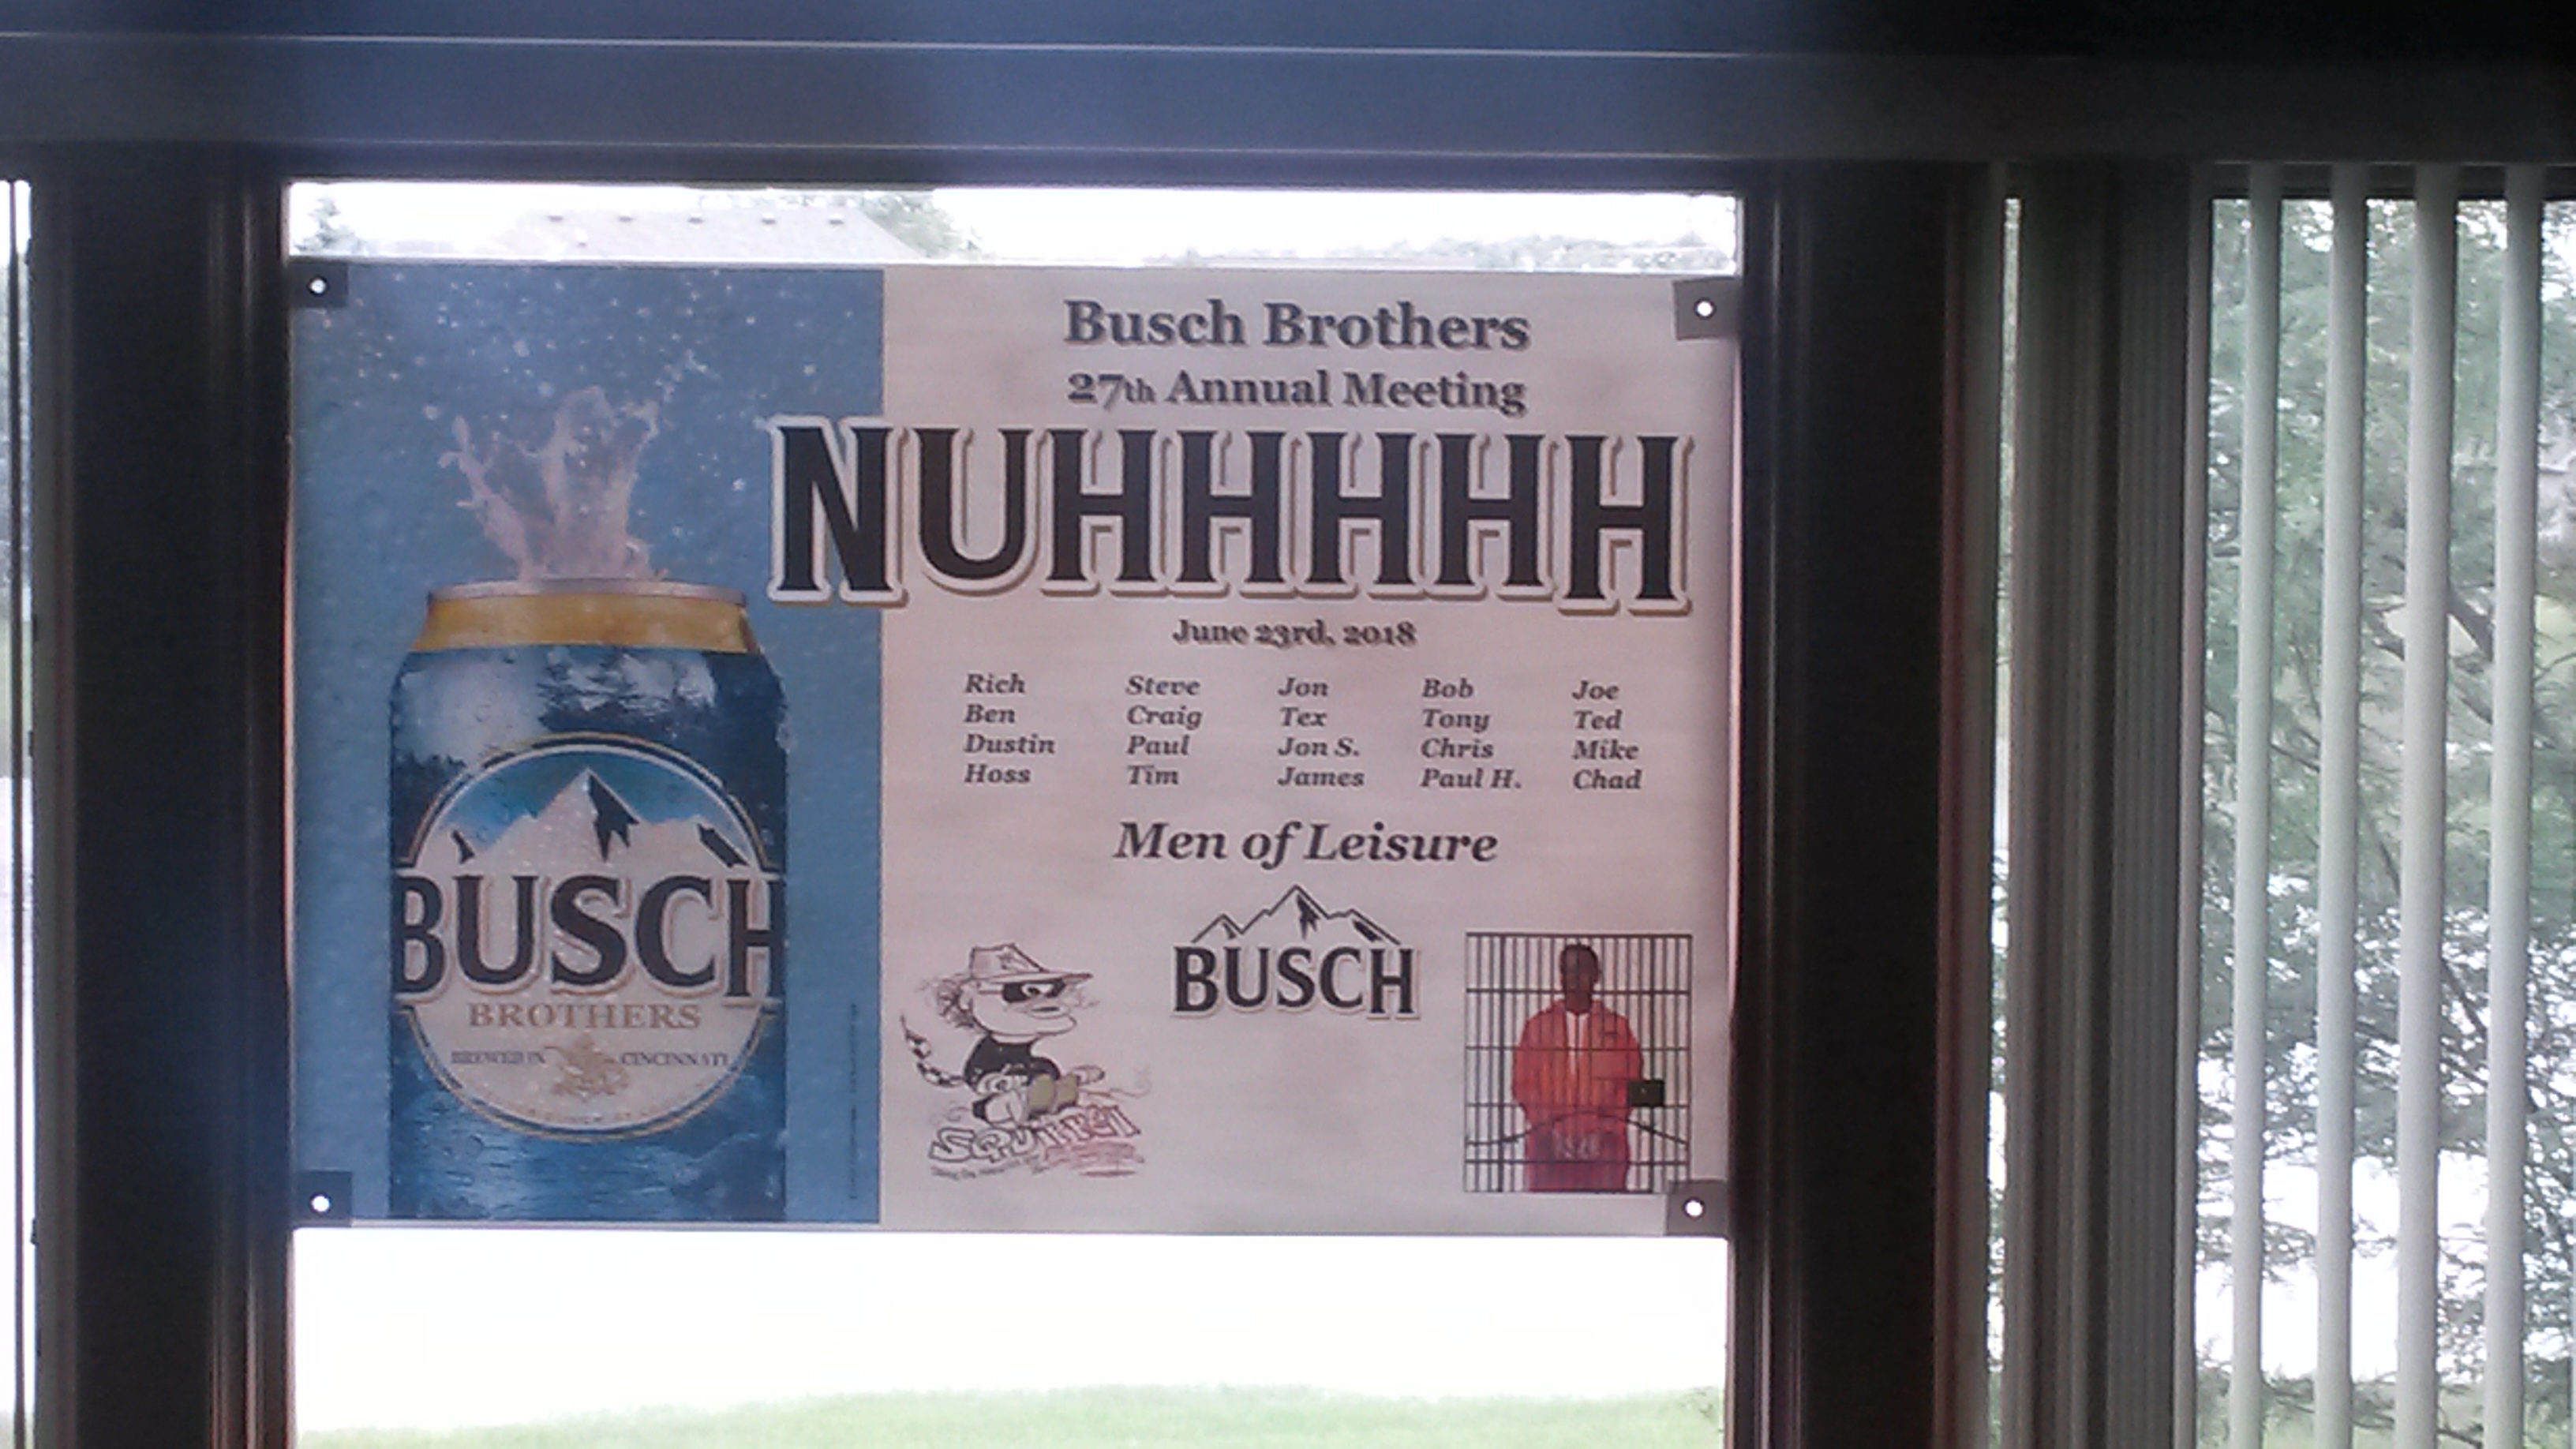 Busch Brothers
27th Annual Meeting
NUHHHHH
June 23rd, 2018
Rich Steve Jon Bob Joe
Ben Craig Tex Tony Ted
Dustin Paul Jon S. Chris Mike
Hoss Tim James Paul H. Chad
Men of Leisure
BUSCH
SQUIRREL
BUSCH
BROTHERS
BREWED IN CINCINNATI